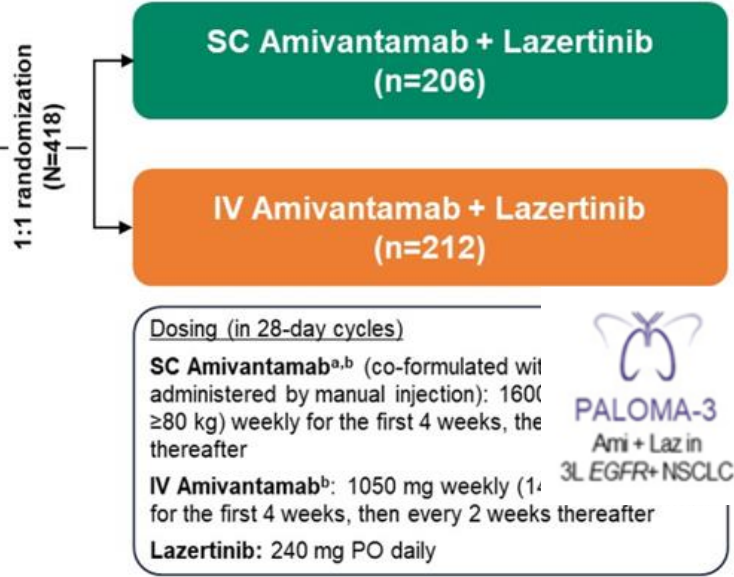 1:1 randomization
(N=418)
SC Amivantamab + Lazertinib
(n=206)
IV Amivantamab + Lazertinib
(n=212)
Dosing (in 28-day cycles)
SC Amivantamabᵃ,ᵇ (co-formulated
administered by manual injection): 1600
≥80 kg) weekly for the first 4 weeks,
thereafter
IV Amivantamabᵇ: 1050 mg weekly
for the first 4 weeks, then every 2 weeks thereafter
Lazertinib: 240 mg PO daily
PALOMA-3
Ami + Laz in
3L EGFR+ NSCLC